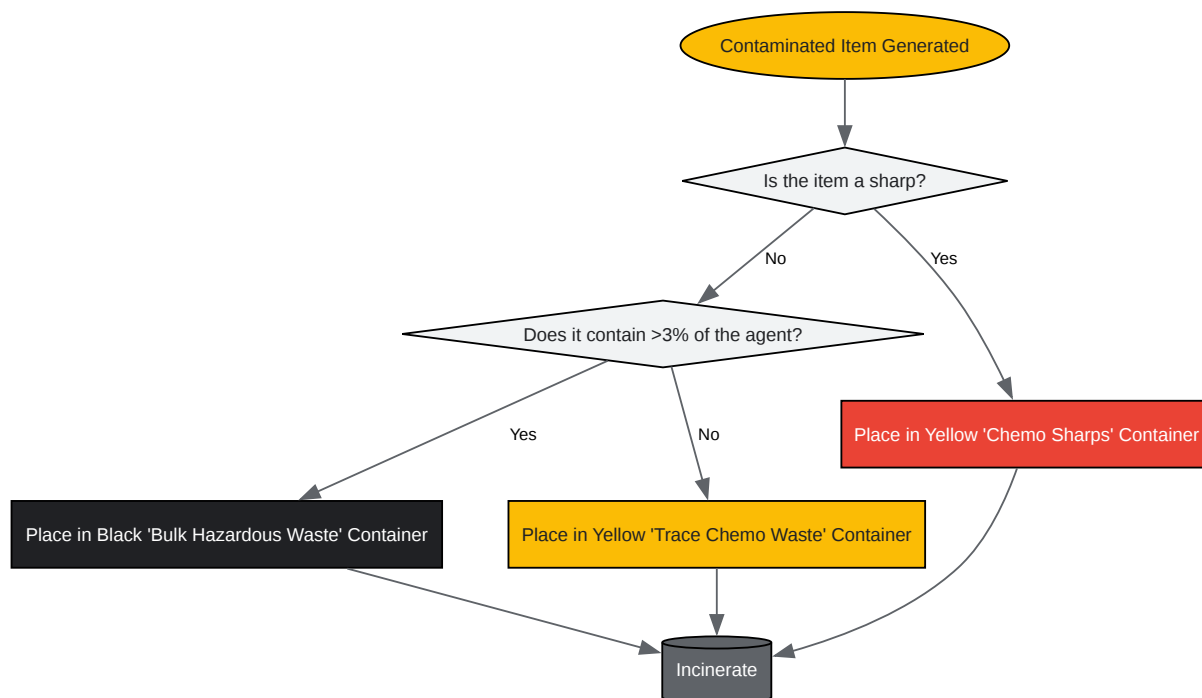 Contaminated Item Generated
Is the item a sharp?
No
Yes
Does it contain >3% of the agent?
Yes
No
Place in Yellow 'Chemo Sharps' Container
Place in Black 'Bulk Hazardous Waste' Container
Place in Yellow 'Trace Chemo Waste' Container
Incinerate